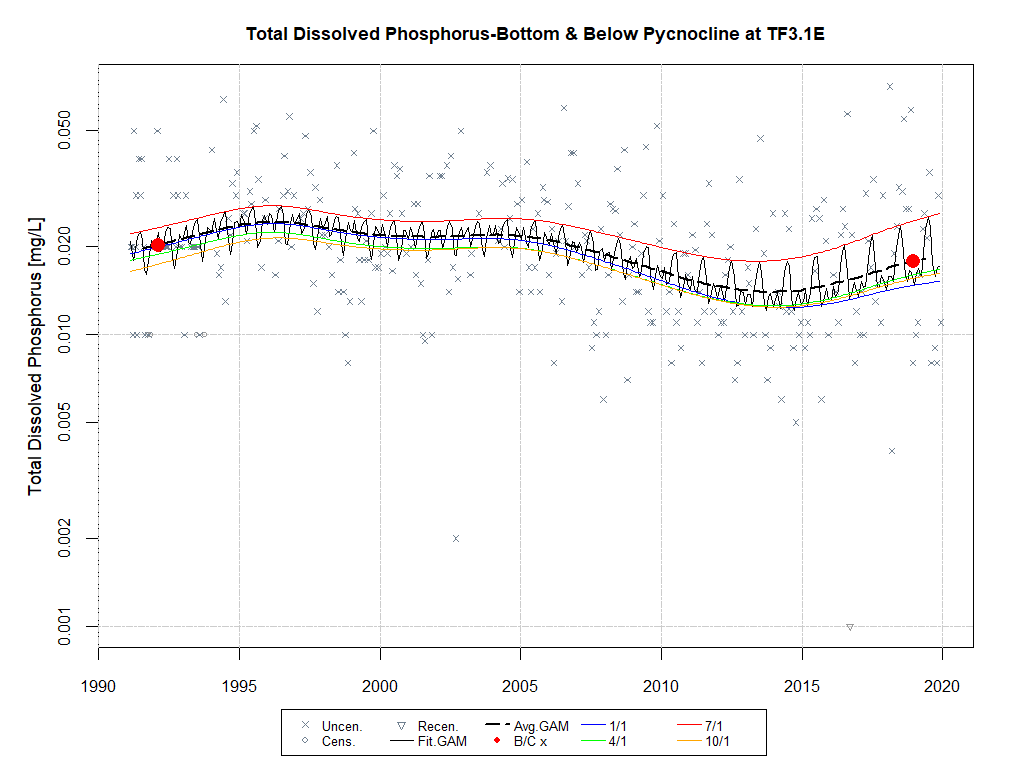 Total Dissolved Phosphorus-Bottom & Below Pycnocline at TF3.1E
Total Dissolved Phosphorus [mg/L]
0.050
0.020
0.010
0.005
0.002
0.001
1990 1995 2000 2005 2010 2015 2020
Uncen. Recen. Avg.GAM 1/1 7/1
Cens. Fit.GAM B/C x 4/1 10/1